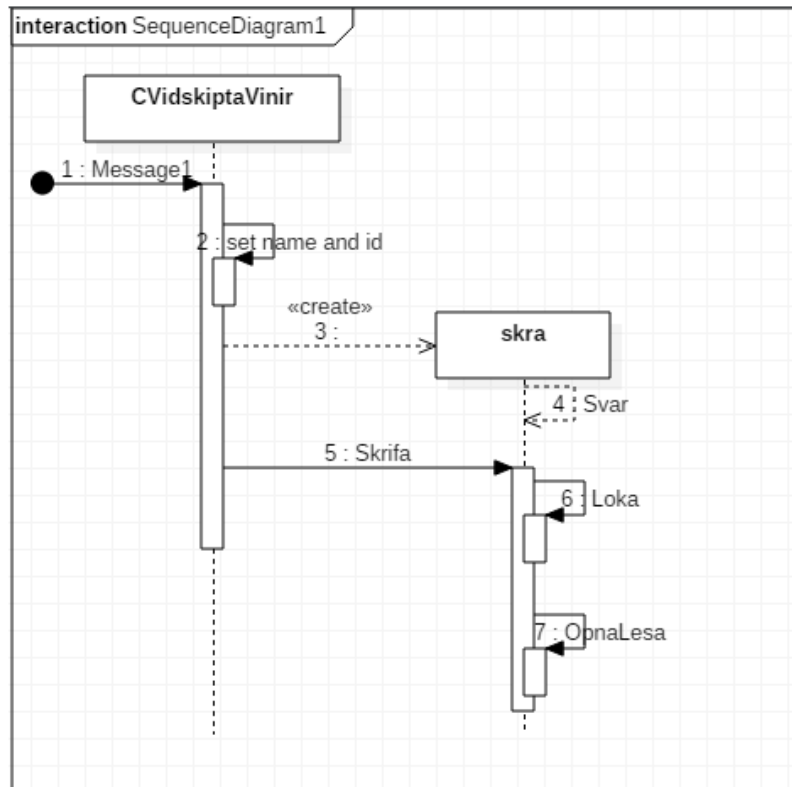 interaction SequenceDiagram1
CVidskiptaVinir
1 : Message1
2 : set name and id
«create»
3 :
skra
4 : Svar
5 : Skrifa
6 : Loka
7 : OpnaLesa